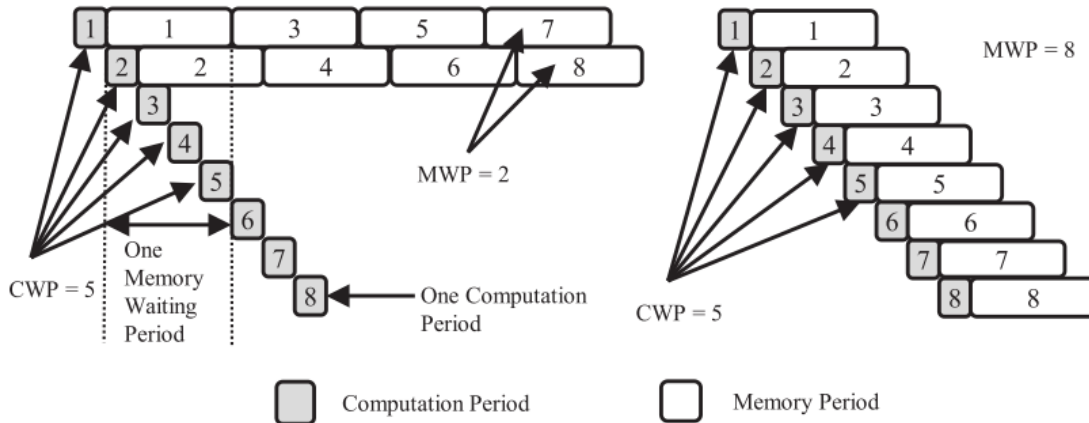 1 1 3 5 7
2 2 4 6 8
3
4
5
6
7
8
CWP = 5
One
Memory
Waiting
Period
MWP = 2
One Computation
Period
1 1
2 2
3 3
4 4
5 5
6 6
7 7
8 8
MWP = 8
CWP = 5
Computation Period
Memory Period